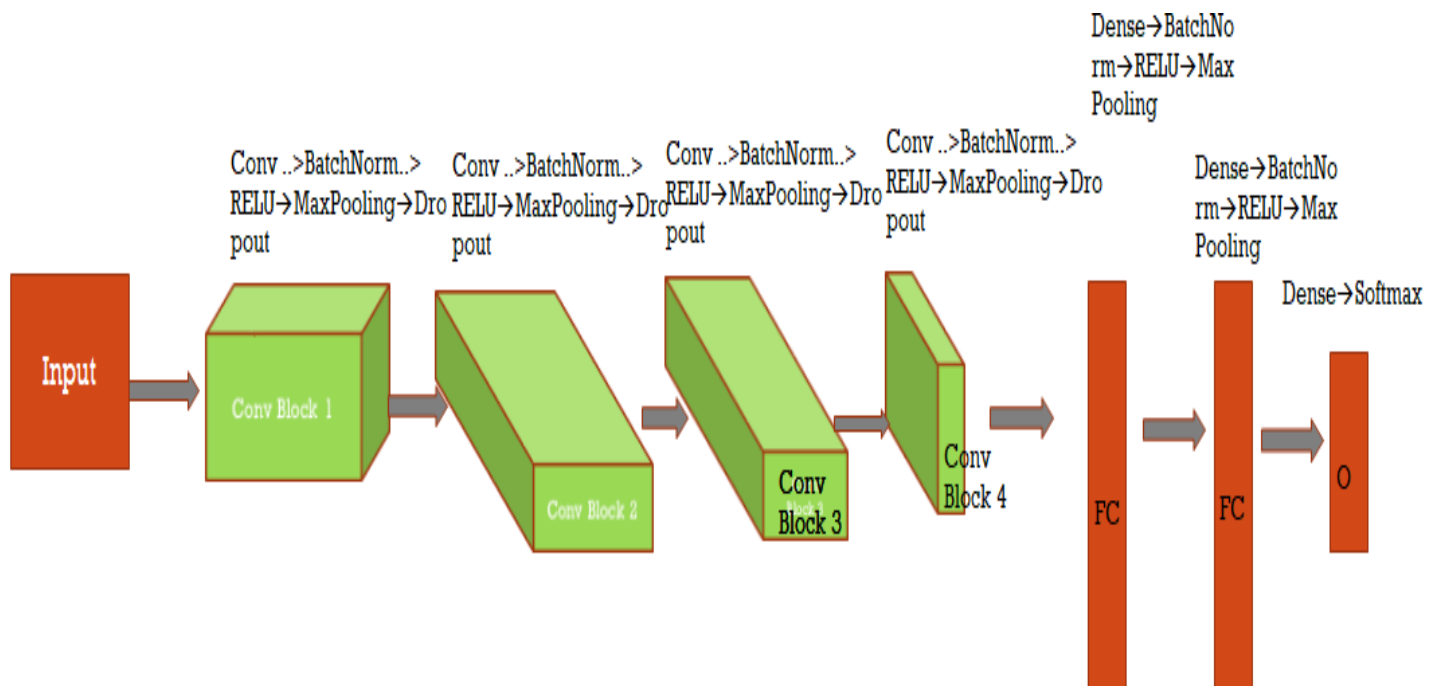 Dense→BatchNo
rm→RELU→Max
Pooling
Conv ..>BatchNorm..>
RELU→MaxPooling→Dro
pout
Conv ..>BatchNorm..>
RELU→MaxPooling→Dro
pout
Conv ..>BatchNorm..>
RELU→MaxPooling→Dro
pout
Conv ..>BatchNorm..>
RELU→MaxPooling→Dro
pout
Dense→BatchNo
rm→RELU→Max
Pooling
Dense→Softmax
Input
Conv Block 1
Conv Block 2
Conv
Block 3
Conv
Block 4
FC
FC
O